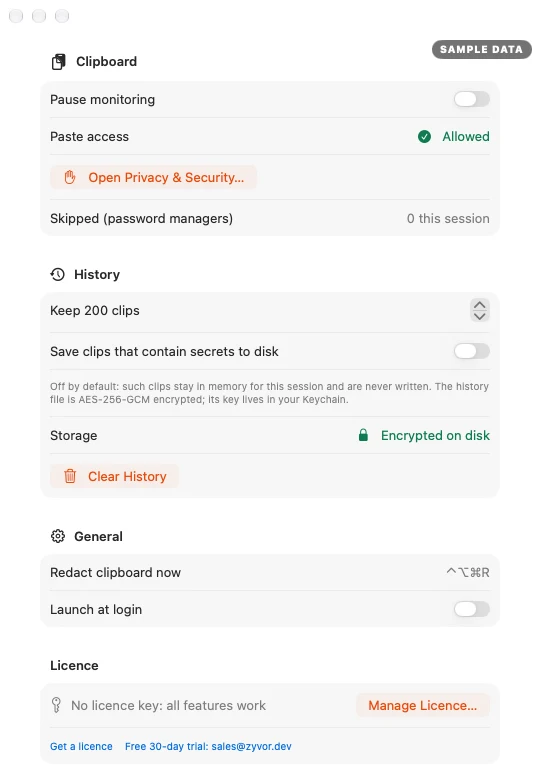 SAMPLE DATA
Clipboard
Pause monitoring
Paste access Allowed
Open Privacy & Security...
Skipped (password managers) 0 this session
History
Keep 200 clips
Save clips that contain secrets to disk
Off by default: such clips stay in memory for this session and are never written. The history
file is AES-256-GCM encrypted; its key lives in your Keychain.
Storage Encrypted on disk
Clear History
General
Redact clipboard now ⌃⌥⌘R
Launch at login
Licence
No licence key: all features work Manage Licence...
Get a licence Free 30-day trial: sales@zyvor.dev